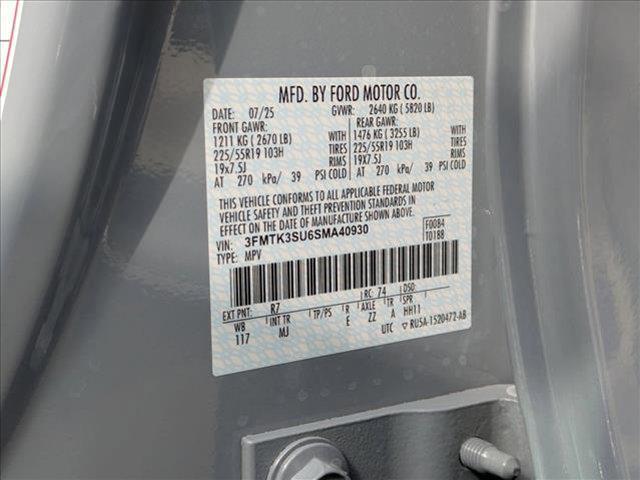 MFD. BY FORD MOTOR CO.
DATE: 07/25 GVWR: 2640 KG ( 5820 LB)
FRONT GAWR: REAR GAWR:
1211 KG ( 2670 LB) WITH 1476 KG ( 3255 LB) WITH
225/55R19 103H TIRES 225/55R19 103H TIRES
19x7.5J RIMS 19x7.5J RIMS
AT 270 kPa/ 39 PSI COLD AT 270 kPa/ 39 PSI COLD
THIS VEHICLE CONFORMS TO ALL APPLICABLE FEDERAL MOTOR
VEHICLE SAFETY AND THEFT PREVENTION STANDARDS IN
EFFECT ON THE DATE OF MANUFACTURE SHOWN ABOVE.
VIN: 3FMTK3SU6SMA40930 F0084
TYPE: MPV T0188
EXT PNT: R7 RC: 74 DSO:
WB INT TR TP/PS R AXLE TR SPR
117 MJ E ZZ A HH11
UTC RU5A-1520472-AB